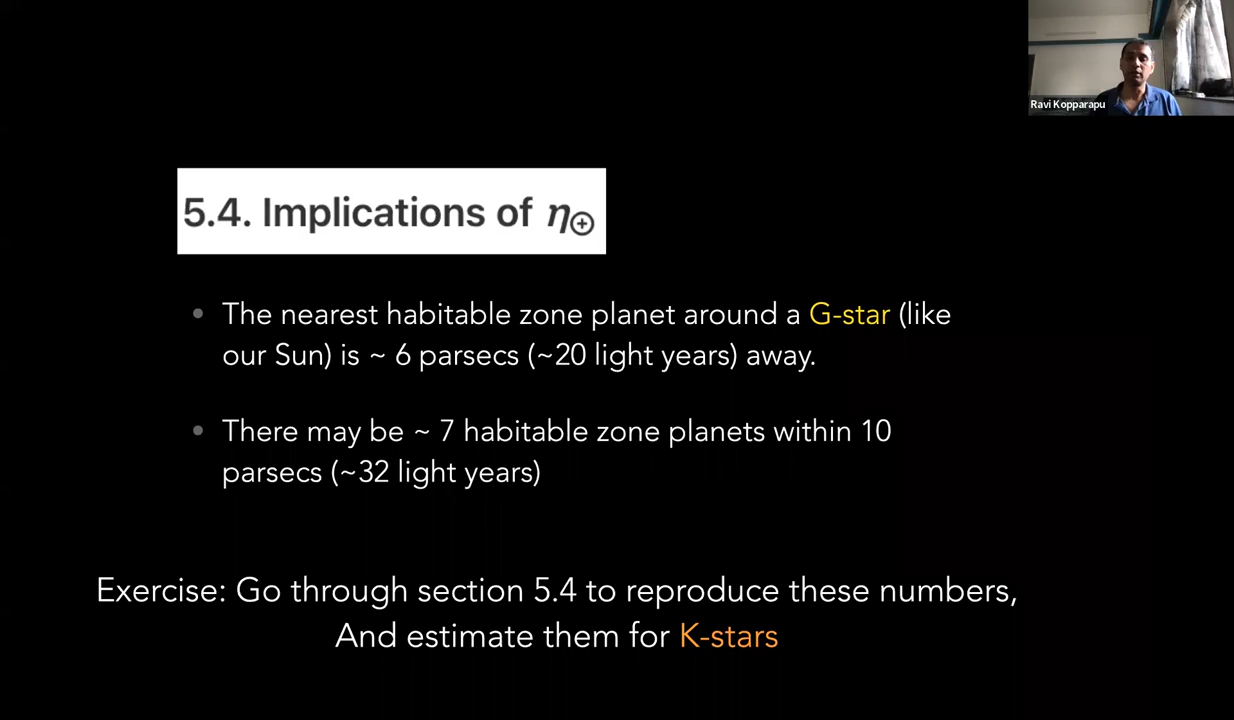 Ravi Kopparapu
5.4. Implications of η⊕
• The nearest habitable zone planet around a G-star (like
our Sun) is ~ 6 parsecs (~20 light years) away.
• There may be ~ 7 habitable zone planets within 10
parsecs (~32 light years)
Exercise: Go through section 5.4 to reproduce these numbers,
And estimate them for K-stars